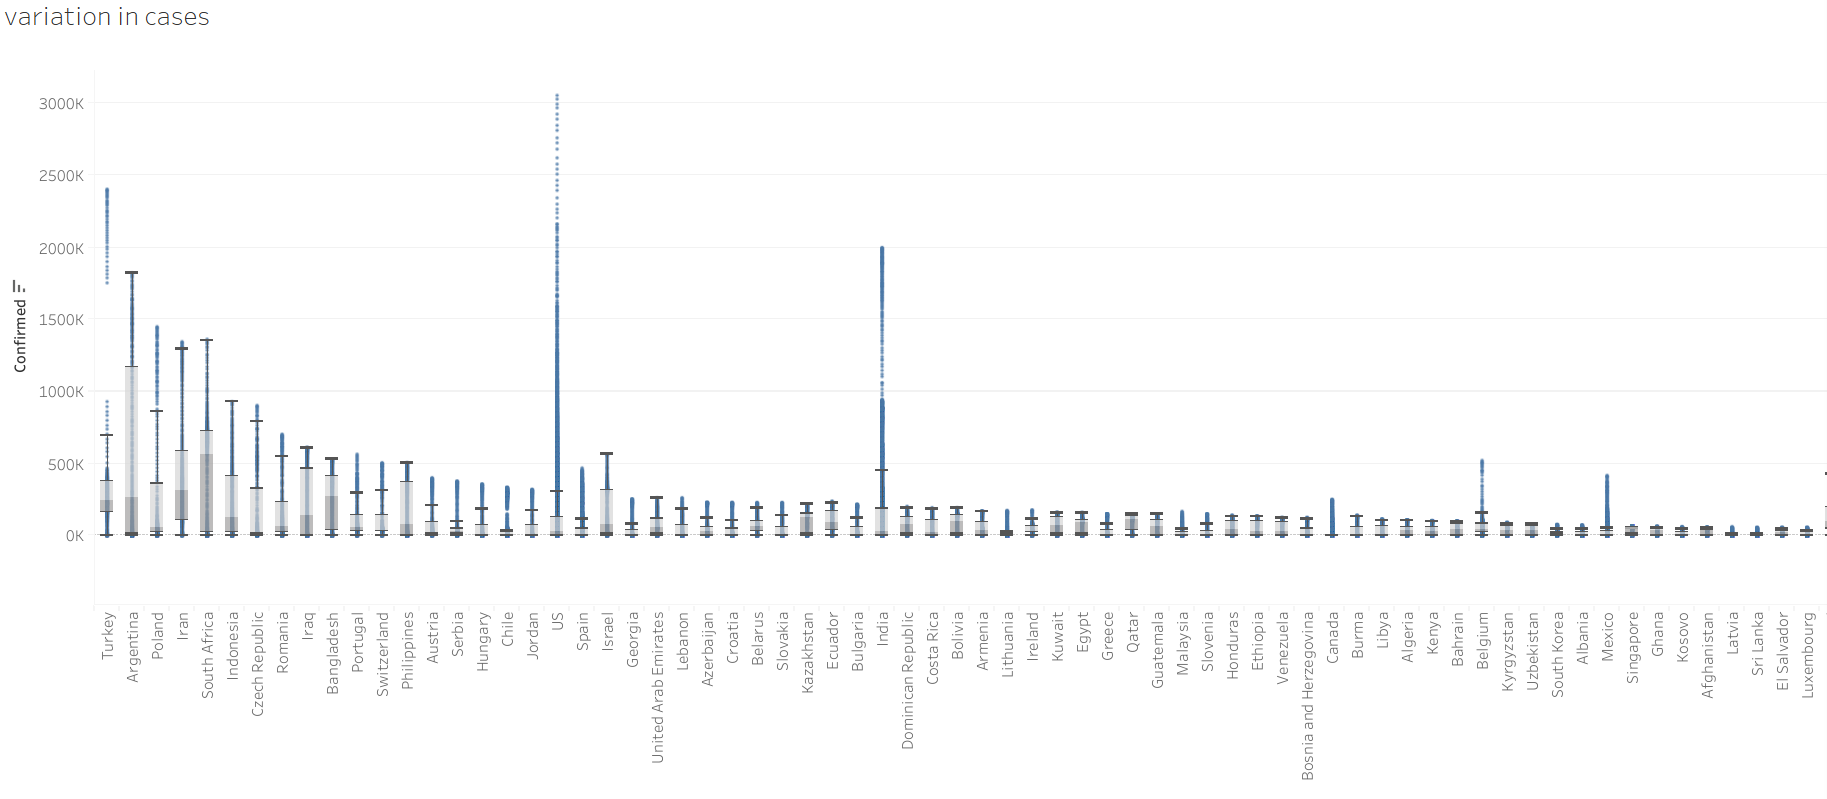 variation in cases
3000K
2500K
2000K
1500K
1000K
500K
0K
Confirmed
Turkey
Argentina
Poland
Iran
South Africa
Indonesia
Czech Republic
Romania
Iraq
Bangladesh
Portugal
Switzerland
Philippines
Austria
Serbia
Hungary
Chile
Jordan
US
Spain
Israel
Georgia
United Arab Emirates
Lebanon
Azerbaijan
Croatia
Belarus
Slovakia
Kazakhstan
Ecuador
Bulgaria
India
Dominican Republic
Costa Rica
Bolivia
Armenia
Lithuania
Ireland
Kuwait
Egypt
Greece
Qatar
Guatemala
Malaysia
Slovenia
Honduras
Ethiopia
Venezuela
Bosnia and Herzegovina
Canada
Burma
Libya
Algeria
Kenya
Bahrain
Belgium
Kyrgyzstan
Uzbekistan
South Korea
Albania
Mexico
Singapore
Ghana
Kosovo
Afghanistan
Latvia
Sri Lanka
El Salvador
Luxembourg